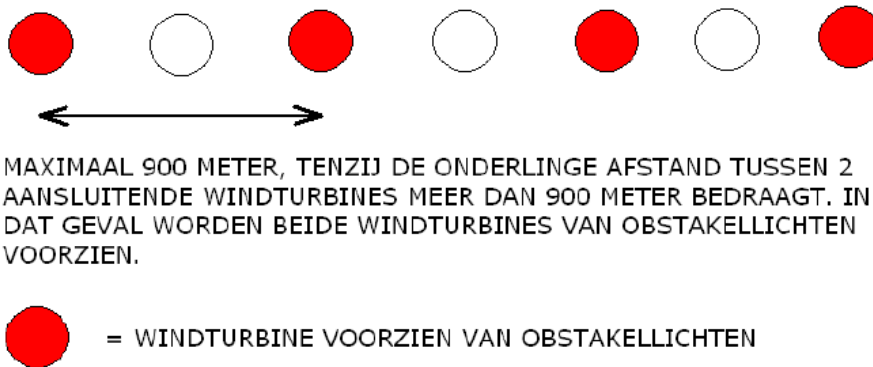 MAXIMAAL 900 METER, TENZIJ DE ONDERLINGE AFSTAND TUSSEN 2
AANSLUITENDE WINDTURBINES MEER DAN 900 METER BEDRAAGT. IN
DAT GEVAL WORDEN BEIDE WINDTURBINES VAN OBSTAKELLICHTEN
VOORZIEN.
= WINDTURBINE VOORZIEN VAN OBSTAKELLICHTEN